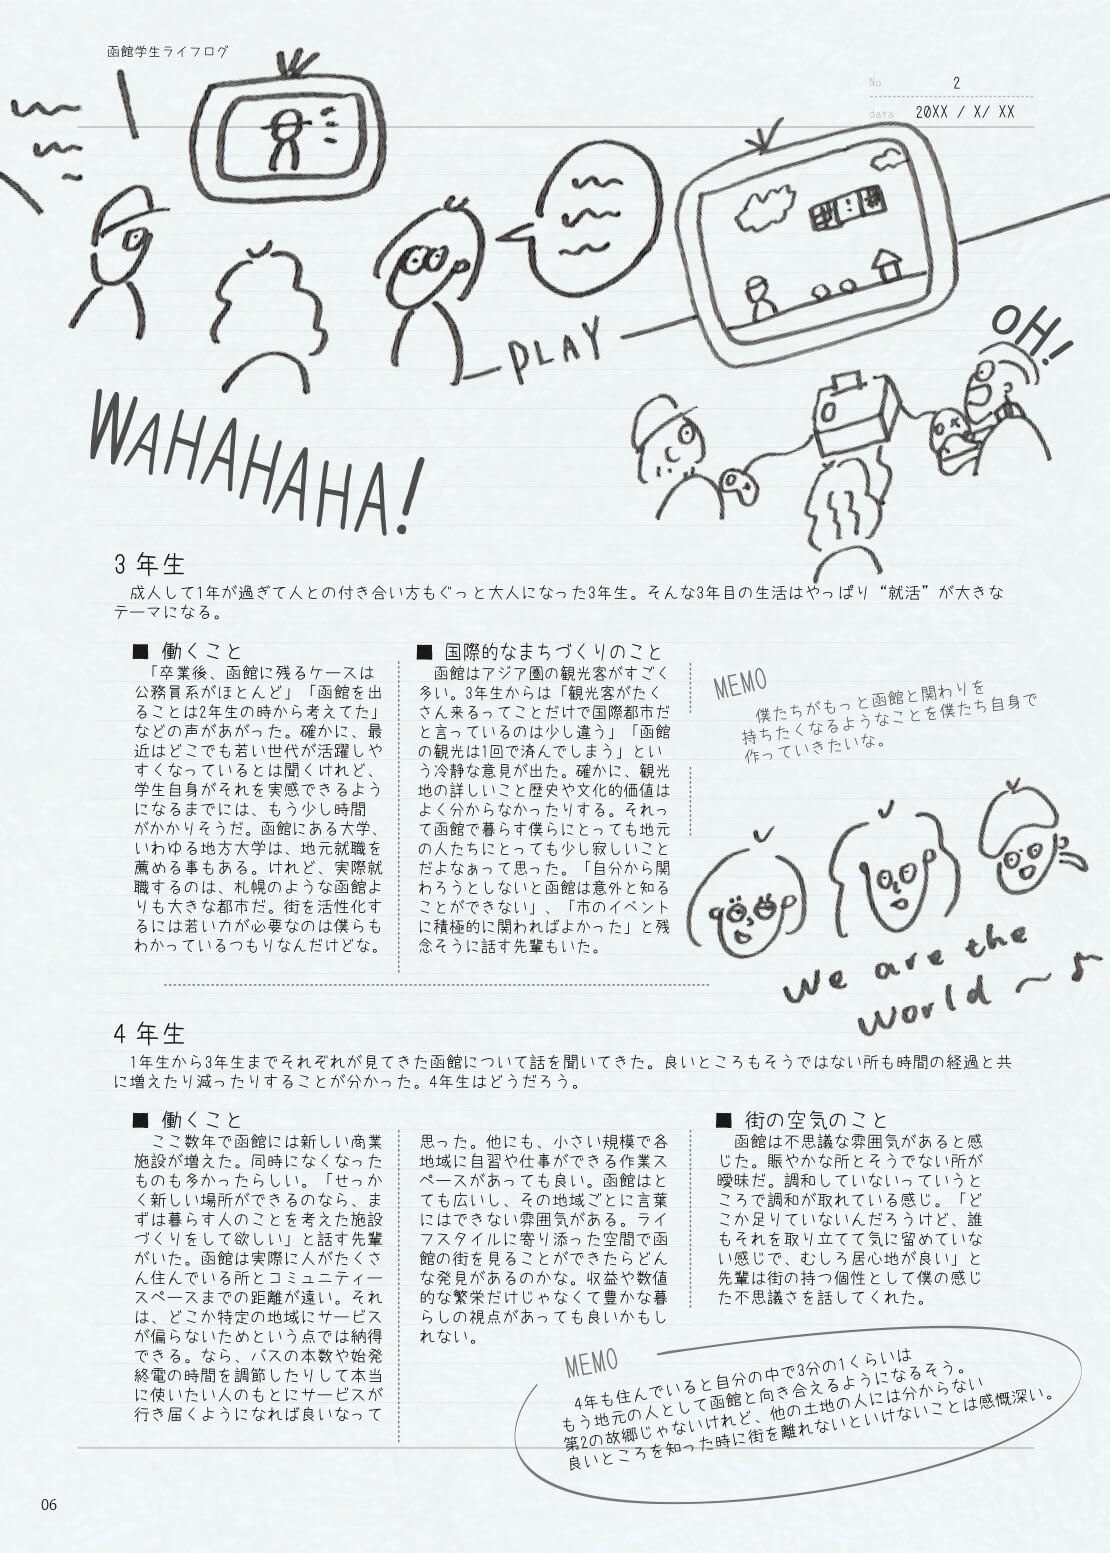 函館学生ライフログ
No 2
data 20XX / X/ XX
PLAY
OH!
WAHAHAHA!
3年生
成人して1年が過ぎて人との付き合い方もぐっと大人になった3年生。そんな3年目の生活はやっぱり“就活”が大きな
テーマになる。
■ 働くこと
「卒業後、函館に残るケースは
公務員系がほとんど」「函館を出
ることは2年生の時から考えてた」
などの声があがった。確かに、最
近はどこでも若い世代が活躍しや
すくなっているとは聞くけれど、
学生自身がそれを実感できるよう
になるまでには、もう少し時間
がかかりそうだ。函館にある大学、
いわゆる地方大学は、地元就職を
薦める事もある。けれど、実際就
職するのは、札幌のような函館よ
りも大きな都市だ。街を活性化す
るには若い力が必要なのは僕らも
わかっているつもりなんだけどな。
■ 国際的なまちづくりのこと
函館はアジア圏の観光客がすごく
多い。3年生からは「観光客がたく
さん来るってことだけで国際都市だ
と言っているのは少し違う」「函館
の観光は1回で済んでしまう」とい
う冷静な意見が出た。確かに、観光
地の詳しいこと歴史や文化的価値は
よく分からなかったりする。それっ
て函館で暮らす僕らにとっても地元
の人たちにとっても少し寂しいこと
だよなぁって思った。「自分から関
わろうとしないと函館は意外と知る
ことができない」、「市のイベント
に積極的に関わればよかった」と残
念そうに話す先輩もいた。
MEMO
僕たちがもっと函館と関わりを
持ちたくなるようなことを僕たち自身で
作っていきたいな。
We are the
World～♪
4年生
1年生から3年生までそれぞれが見てきた函館について話を聞いてきた。良いところもそうではない所も時間の経過と共
に増えたり減ったりすることが分かった。4年生はどうだろう。
■ 働くこと
ここ数年で函館には新しい商業
施設が増えた。同時になくなった
ものも多かったらしい。「せっか
く新しい場所ができるのなら、ま
ずは暮らす人のことを考えた施設
づくりをして欲しい」と話す先輩
がいた。函館は実際に人がたくさ
ん住んでいる所とコミュニティー
スペースまでの距離が遠い。それ
は、どこか特定の地域にサービス
が偏らないためという点では納得
できる。なら、バスの本数や始発
終電の時間を調節したりして本当
に使いたい人のもとにサービスが
行き届くようになれば良いなって
思った。他にも、小さい規模で各
地域に自習や仕事ができる作業ス
ペースがあっても良い。函館はと
ても広いし、その地域ごとに言葉
にはできない雰囲気がある。ライ
フスタイルに寄り添った空間で函
館の街を見ることができたらどん
な発見があるのかな。収益や数値
的な繁栄だけじゃなくて豊かな暮
らしの視点があっても良いかもし
れない。
■ 街の空気のこと
函館は不思議な雰囲気があると感
じた。賑やかな所とそうでない所が
曖昧だ。調和していないっていうと
ころで調和が取れている感じ。「ど
こか足りていないんだろうけど、誰
もそれを取り立てて気に留めていな
い感じで、むしろ居心地が良い」と
先輩は街の持つ個性として僕の感じ
た不思議さを話してくれた。
MEMO
4年も住んでいると自分の中で3分の1くらいは
もう地元の人として函館と向き合えるようになるそう。
第2の故郷じゃないけれど、他の土地の人には分からない
良いところを知った時に街を離れないといけないことは感慨深い。
06